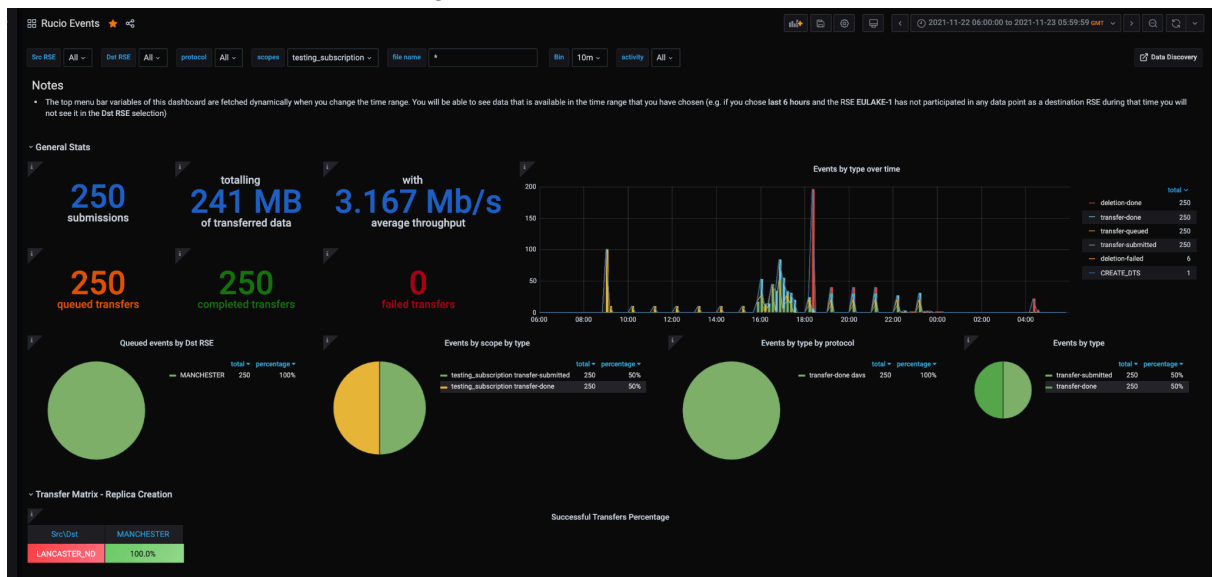 Rucio Events
2021-11-22 06:00:00 to 2021-11-23 05:59:59 GMT
Src RSE All Dst RSE All protocol All scopes testing_subscription file name * Bin 10m activity All Data Discovery
Notes
• The top menu bar variables of this dashboard are fetched dynamically when you change the time range. You will be able to see data that is available in the time range that you have chosen (e.g. if you chose last 6 hours and the RSE EULAKE-1 has not participated in any data point as a destination RSE during that time you will
not see it in the Dst RSE selection)
General Stats
250
submissions
totalling
241 MB
of transferred data
with
3.167 Mb/s
average throughput
250
queued transfers
250
completed transfers
0
failed transfers
Events by type over time
200
150
100
50
0
06:00 08:00 10:00 12:00 14:00 16:00 18:00 20:00 22:00 00:00 02:00 04:00
total
deletion-done 250
transfer-done 250
transfer-queued 250
transfer-submitted 250
deletion-failed 6
CREATE_DTS 1
Queued events by Dst RSE
total percentage
MANCHESTER 250 100%
Events by scope by type
total percentage
testing_subscription transfer-submitted 250 50%
testing_subscription transfer-done 250 50%
Events by type by protocol
total percentage
transfer-done davs 250 100%
Events by type
total percentage
transfer-submitted 250 50%
transfer-done 250 50%
Transfer Matrix - Replica Creation
Successful Transfers Percentage
Src\Dst MANCHESTER
LANCASTER_ND 100.0%